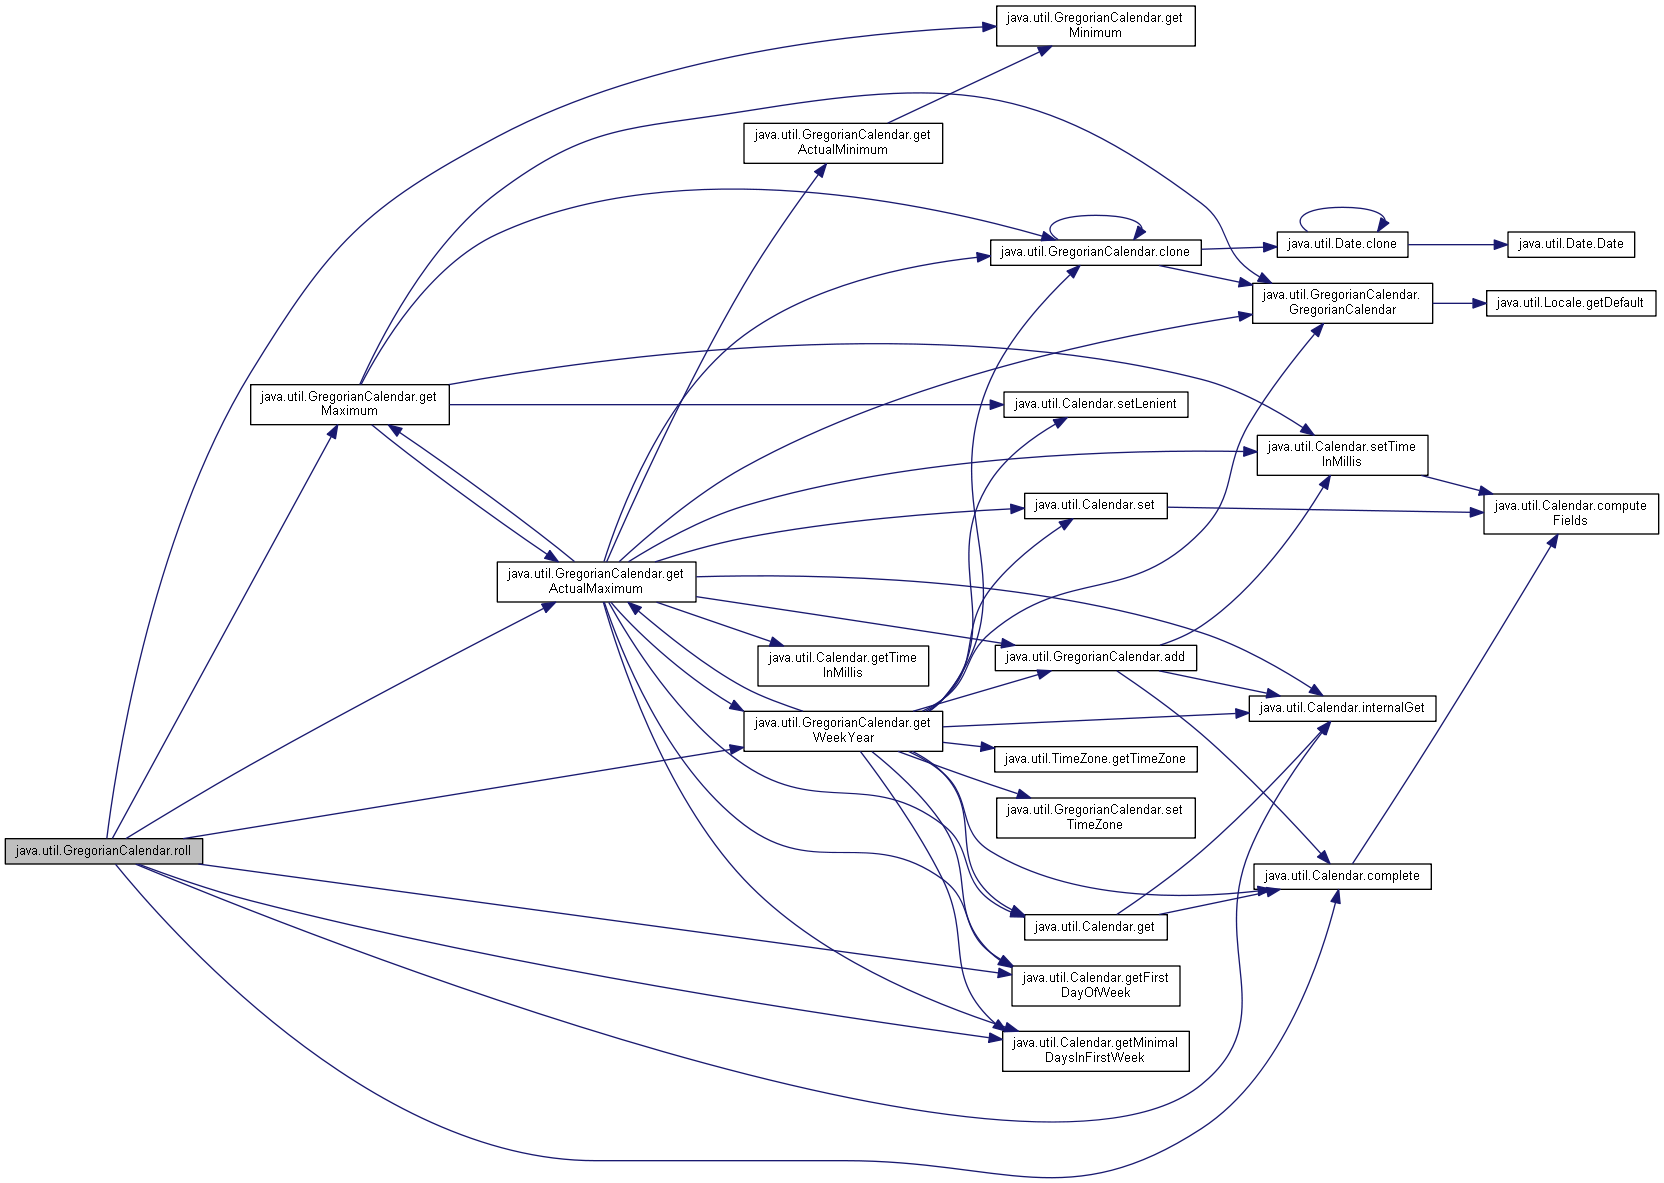 java.util.GregorianCalendar.get
Minimum
java.util.GregorianCalendar.get
ActualMinimum
java.util.GregorianCalendar.clone
java.util.Date.clone
java.util.Date.Date
java.util.GregorianCalendar.
GregorianCalendar
java.util.Locale.getDefault
java.util.GregorianCalendar.get
Maximum
java.util.Calendar.setLenient
java.util.Calendar.setTime
InMillis
java.util.Calendar.set
java.util.Calendar.compute
Fields
java.util.GregorianCalendar.get
ActualMaximum
java.util.Calendar.getTime
InMillis
java.util.GregorianCalendar.add
java.util.Calendar.internalGet
java.util.GregorianCalendar.get
WeekYear
java.util.TimeZone.getTimeZone
java.util.GregorianCalendar.set
TimeZone
java.util.GregorianCalendar.roll
java.util.Calendar.complete
java.util.Calendar.get
java.util.Calendar.getFirst
DayOfWeek
java.util.Calendar.getMinimal
DaysInFirstWeek